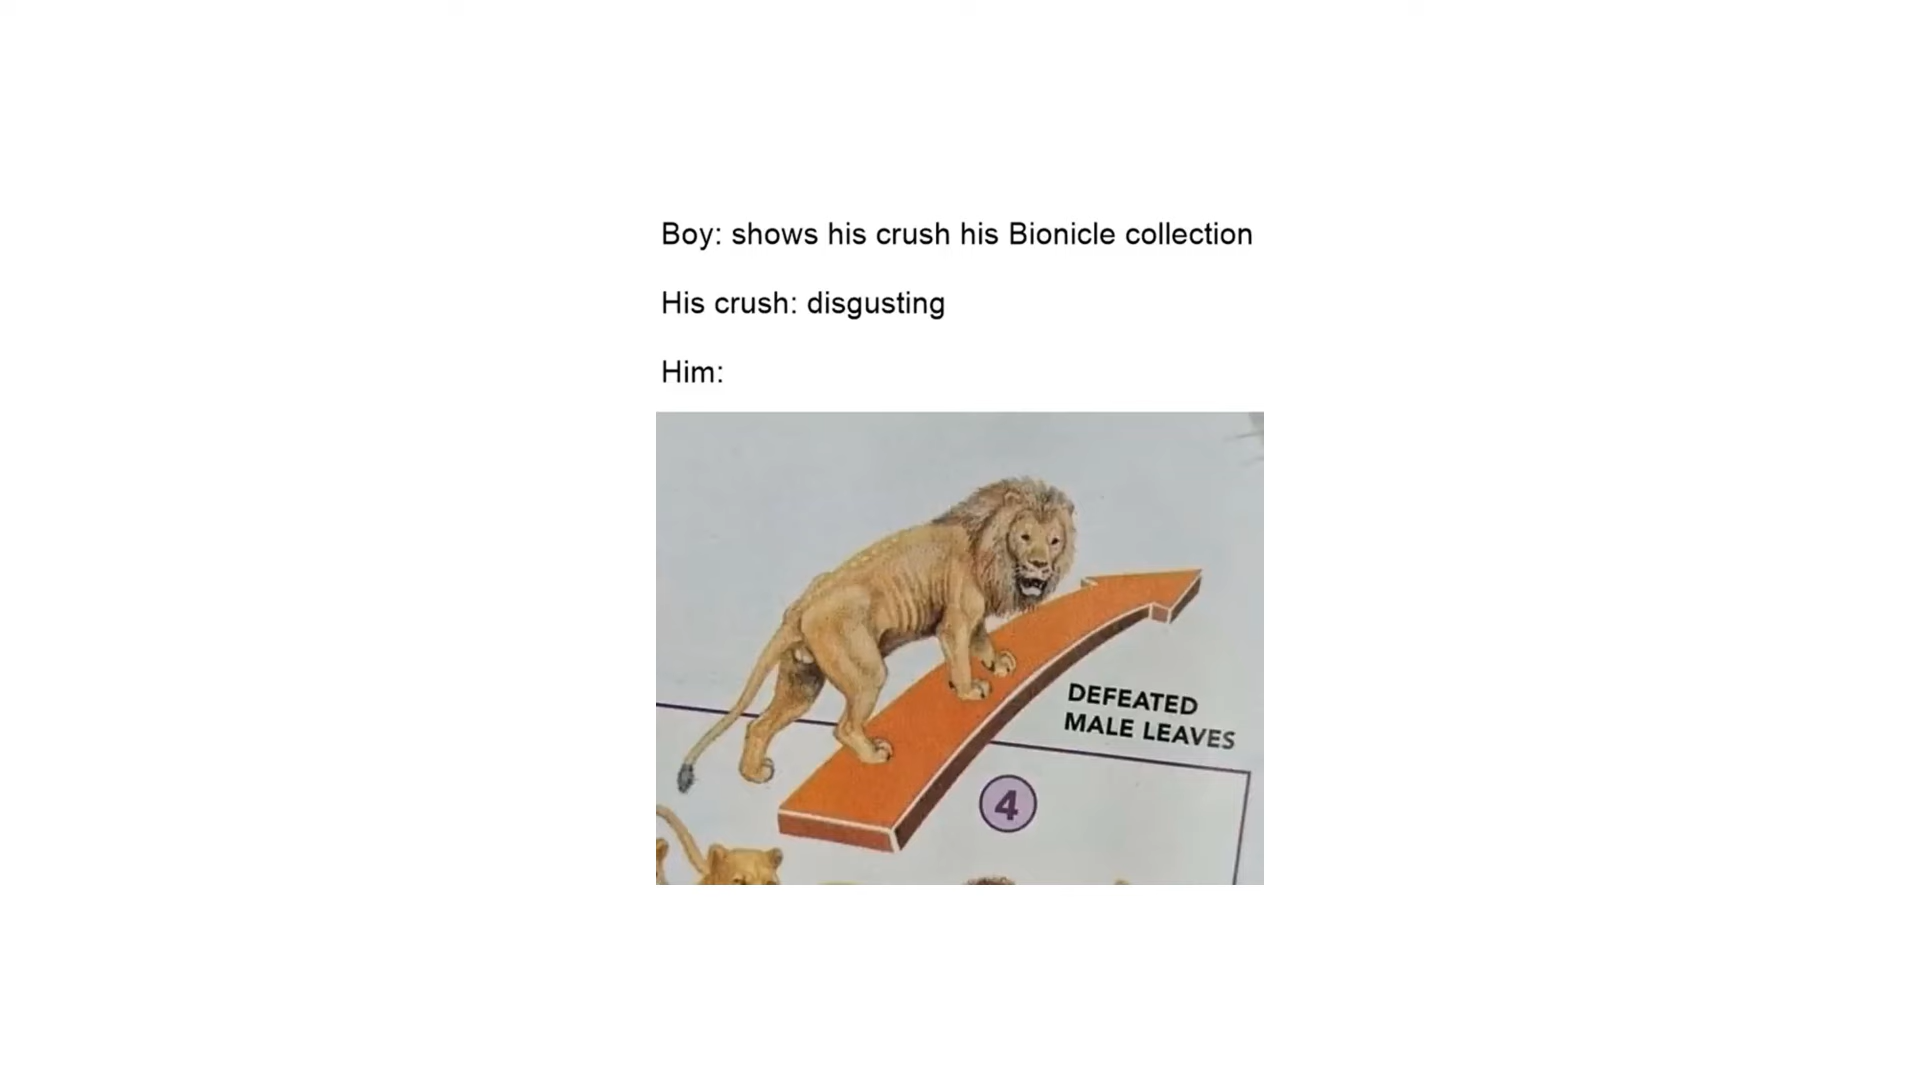 Boy: shows his crush his Bionicle collection
His crush: disgusting
Him:
DEFEATED
MALE LEAVES
4